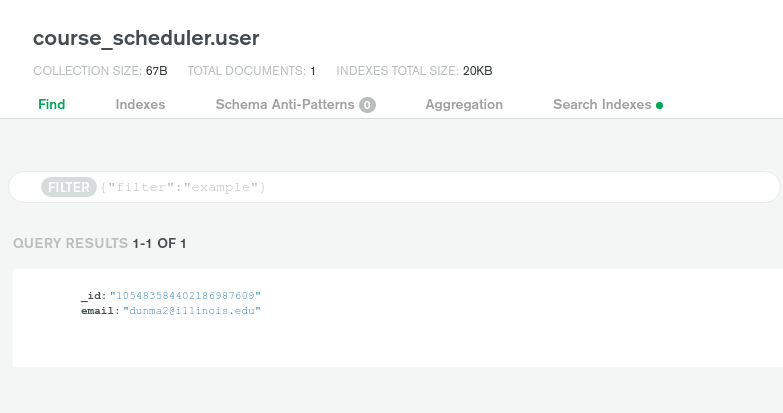 course_scheduler.user
COLLECTION SIZE: 67B TOTAL DOCUMENTS: 1 INDEXES TOTAL SIZE: 20KB
Find Indexes Schema Anti-Patterns 0 Aggregation Search Indexes
FILTER {"filter":"example"}
QUERY RESULTS 1-1 OF 1
_id: "105483584402186987609"
email: "dunma2@illinois.edu"